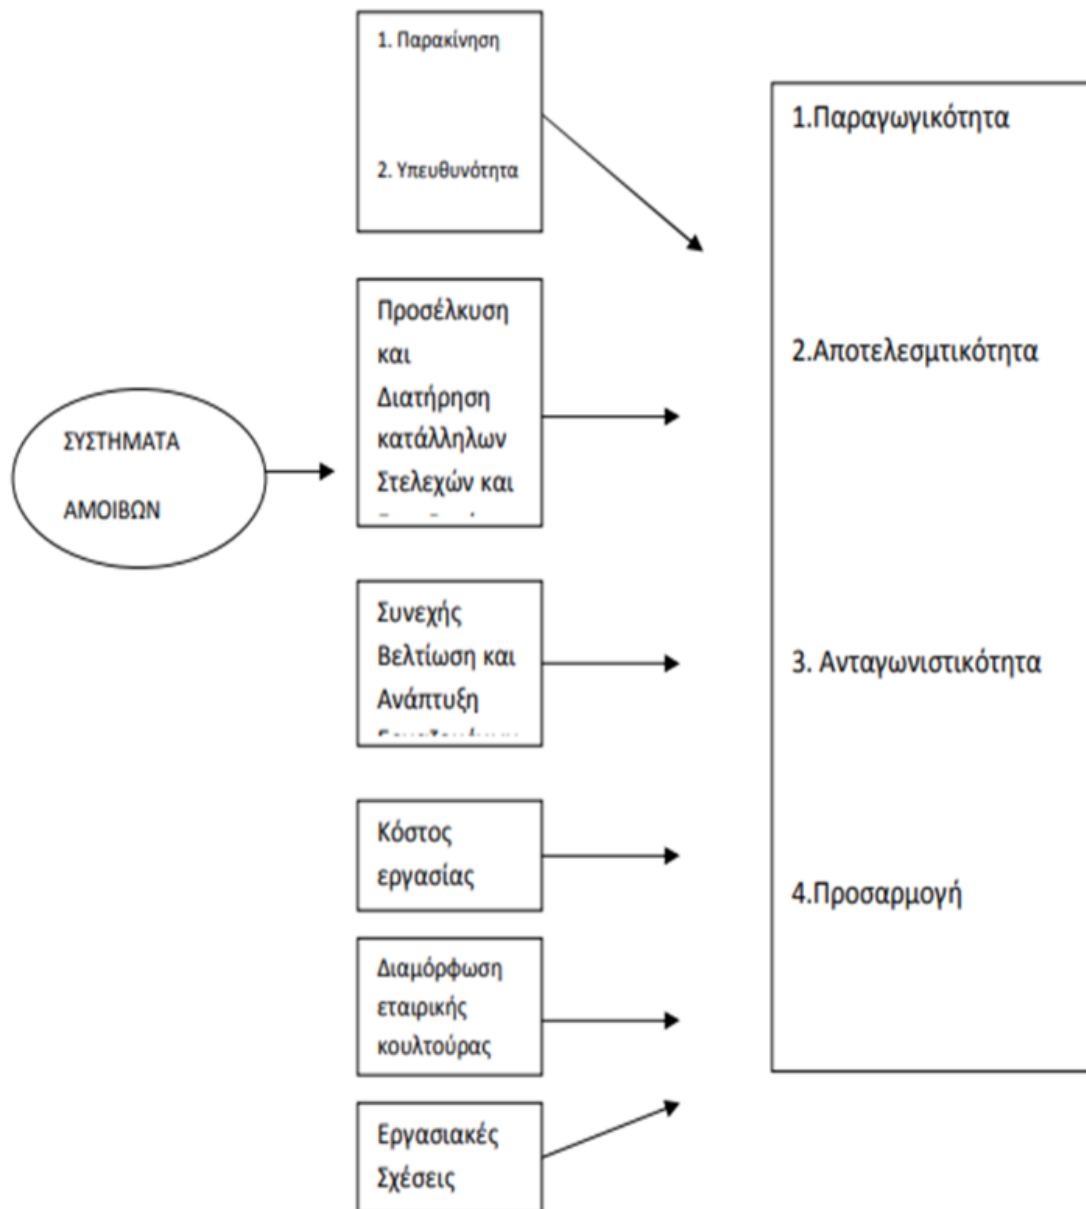 1. Παρακίνηση
2. Υπευθυνότητα
Προσέλκυση
και
Διατήρηση
κατάλληλων
Στελεχών και
ΣΥΣΤΗΜΑΤΑ
ΑΜΟΙΒΩΝ
Συνεχής
Βελτίωση και
Ανάπτυξη
Κόστος
εργασίας
Διαμόρφωση
εταιρικής
κουλτούρας
Εργασιακές
Σχέσεις
1.Παραγωγικότητα
2.Αποτελεσμτικότητα
3. Ανταγωνιστικότητα
4.Προσαρμογή